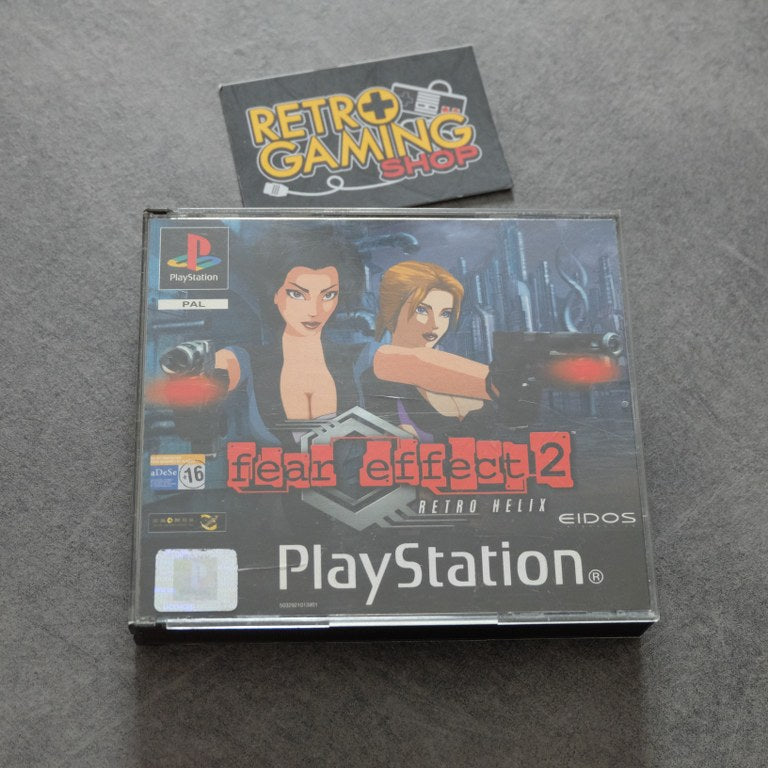 RETRO
GAMING
SHOP
PlayStation
PAL
aDeSe
+16
fear effect 2
RETRO HELIX
EIDOS
PlayStation®